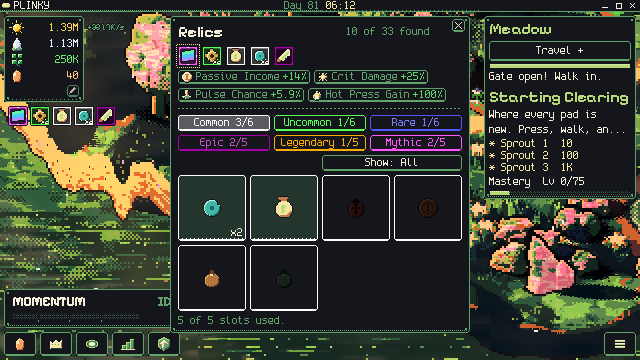 PLINKY
Day 81 06:12
1.39M
1.13M
250K
40
Relics
10 of 33 found
Passive Income +14%
Crit Damage +25%
Pulse Chance +5.9%
Hot Press Gain +100%
Common 3/6
Uncommon 1/6
Rare 1/6
Epic 2/5
Legendary 1/5
Mythic 2/5
Show: All
x2
5 of 5 slots used.
Meadow
Travel +
Gate open! Walk in.
Starting Clearing
Where every pad is
new. Press, walk, an...
* Sprout 1 10
* Sprout 2 100
* Sprout 3 1K
Mastery Lv 0/75
MOMENTUM